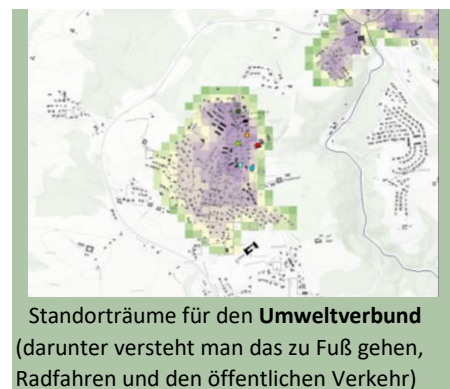 Standorträume für den Umweltverbund
(darunter versteht man das zu Fuß gehen,
Radfahren und den öffentlichen Verkehr)